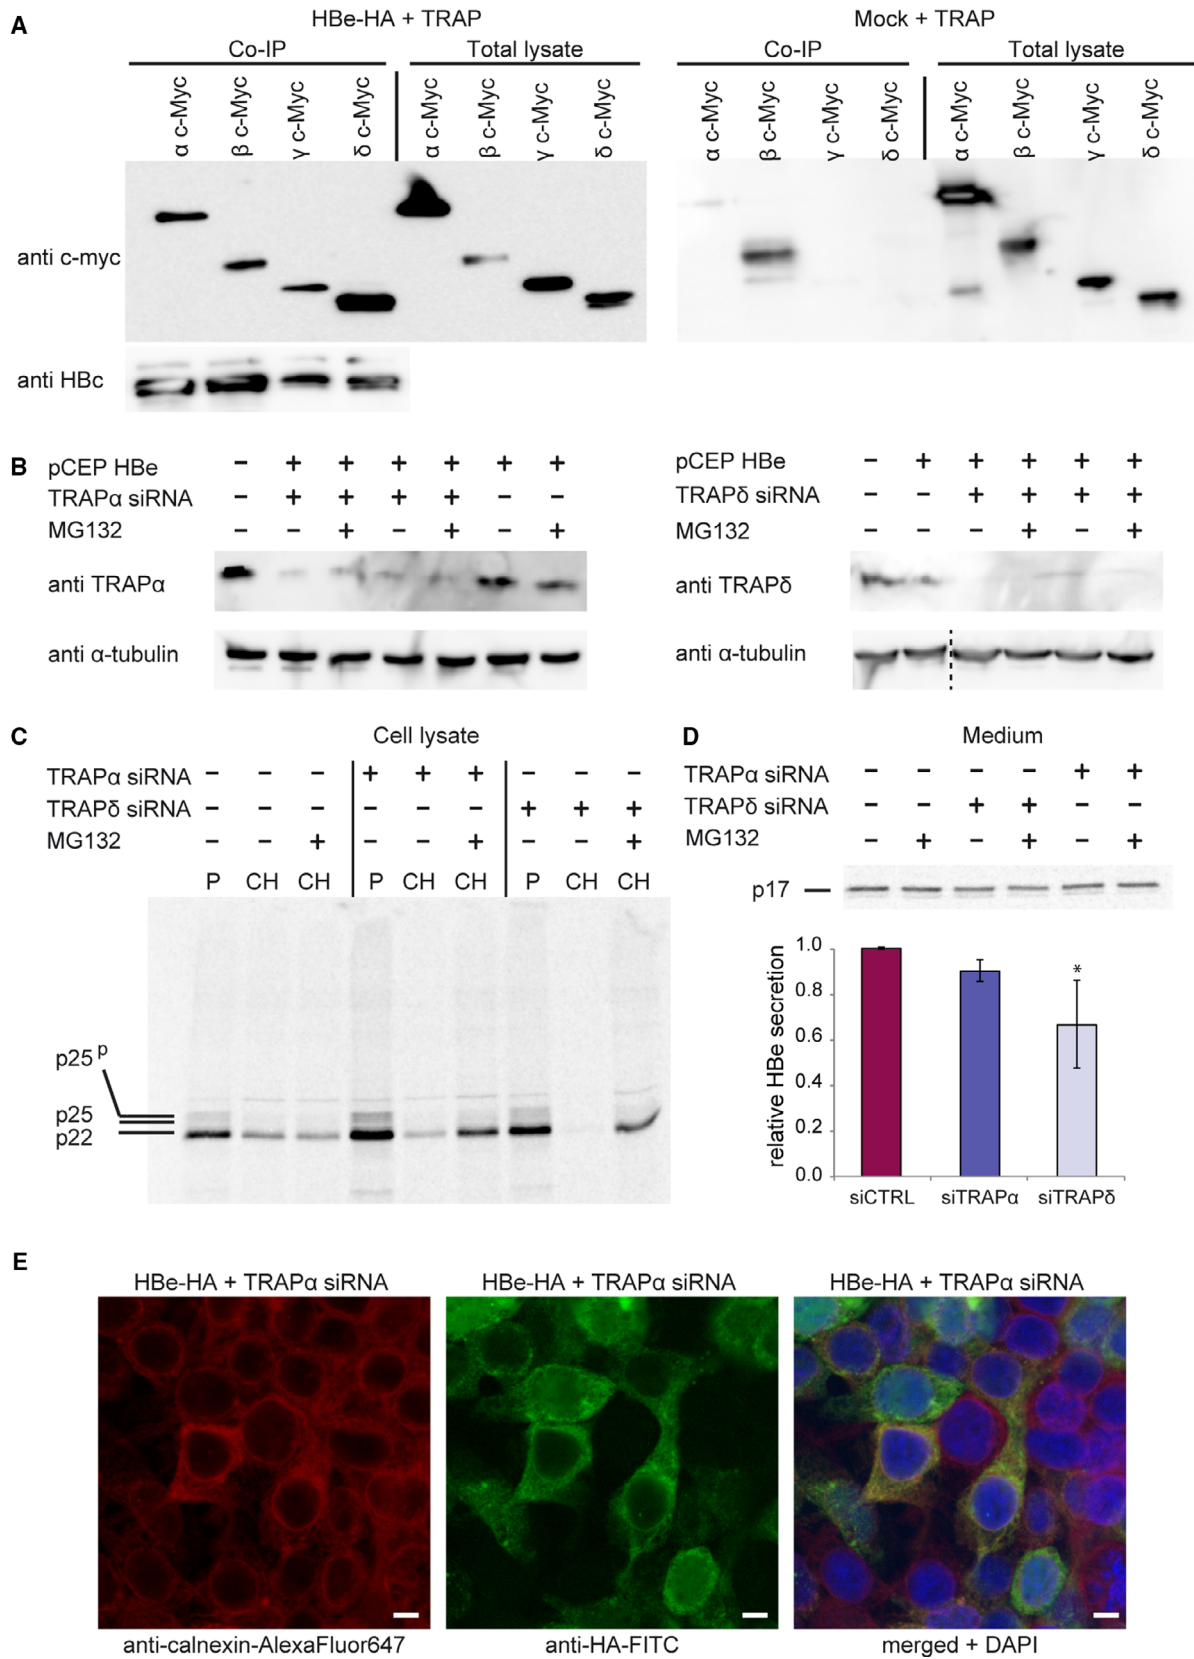 A
HBe-HA + TRAP
Mock + TRAP
Co-IP
Total lysate
Co-IP
Total lysate
α c-Myc
β c-Myc
γ c-Myc
δ c-Myc
α c-Myc
β c-Myc
γ c-Myc
δ c-Myc
α c-Myc
β c-Myc
γ c-Myc
δ c-Myc
α c-Myc
β c-Myc
γ c-Myc
δ c-Myc
anti c-myc
anti HBc
B
pCEP HBe − + + + + + +
TRAPα siRNA − + + + + − −
MG132 − − + − + − +
anti TRAPα
anti α-tubulin
pCEP HBe − + + + + +
TRAPδ siRNA − − + + + +
MG132 − − − + − +
anti TRAPδ
anti α-tubulin
C
Cell lysate
TRAPα siRNA − − − + + + − − −
TRAPδ siRNA − − − − − − + + +
MG132 − − + − − + − − +
P CH CH P CH CH P CH CH
p25 p
p25
p22
D
Medium
TRAPα siRNA − − − − + +
TRAPδ siRNA − − + + − −
MG132 − + − + − +
p17
relative HBe secretion
1.0
0.8
0.6
0.4
0.2
0.0
*
siCTRL siTRAPα siTRAPδ
E
HBe-HA + TRAPα siRNA
HBe-HA + TRAPα siRNA
HBe-HA + TRAPα siRNA
anti-calnexin-AlexaFluor647
anti-HA-FITC
merged + DAPI